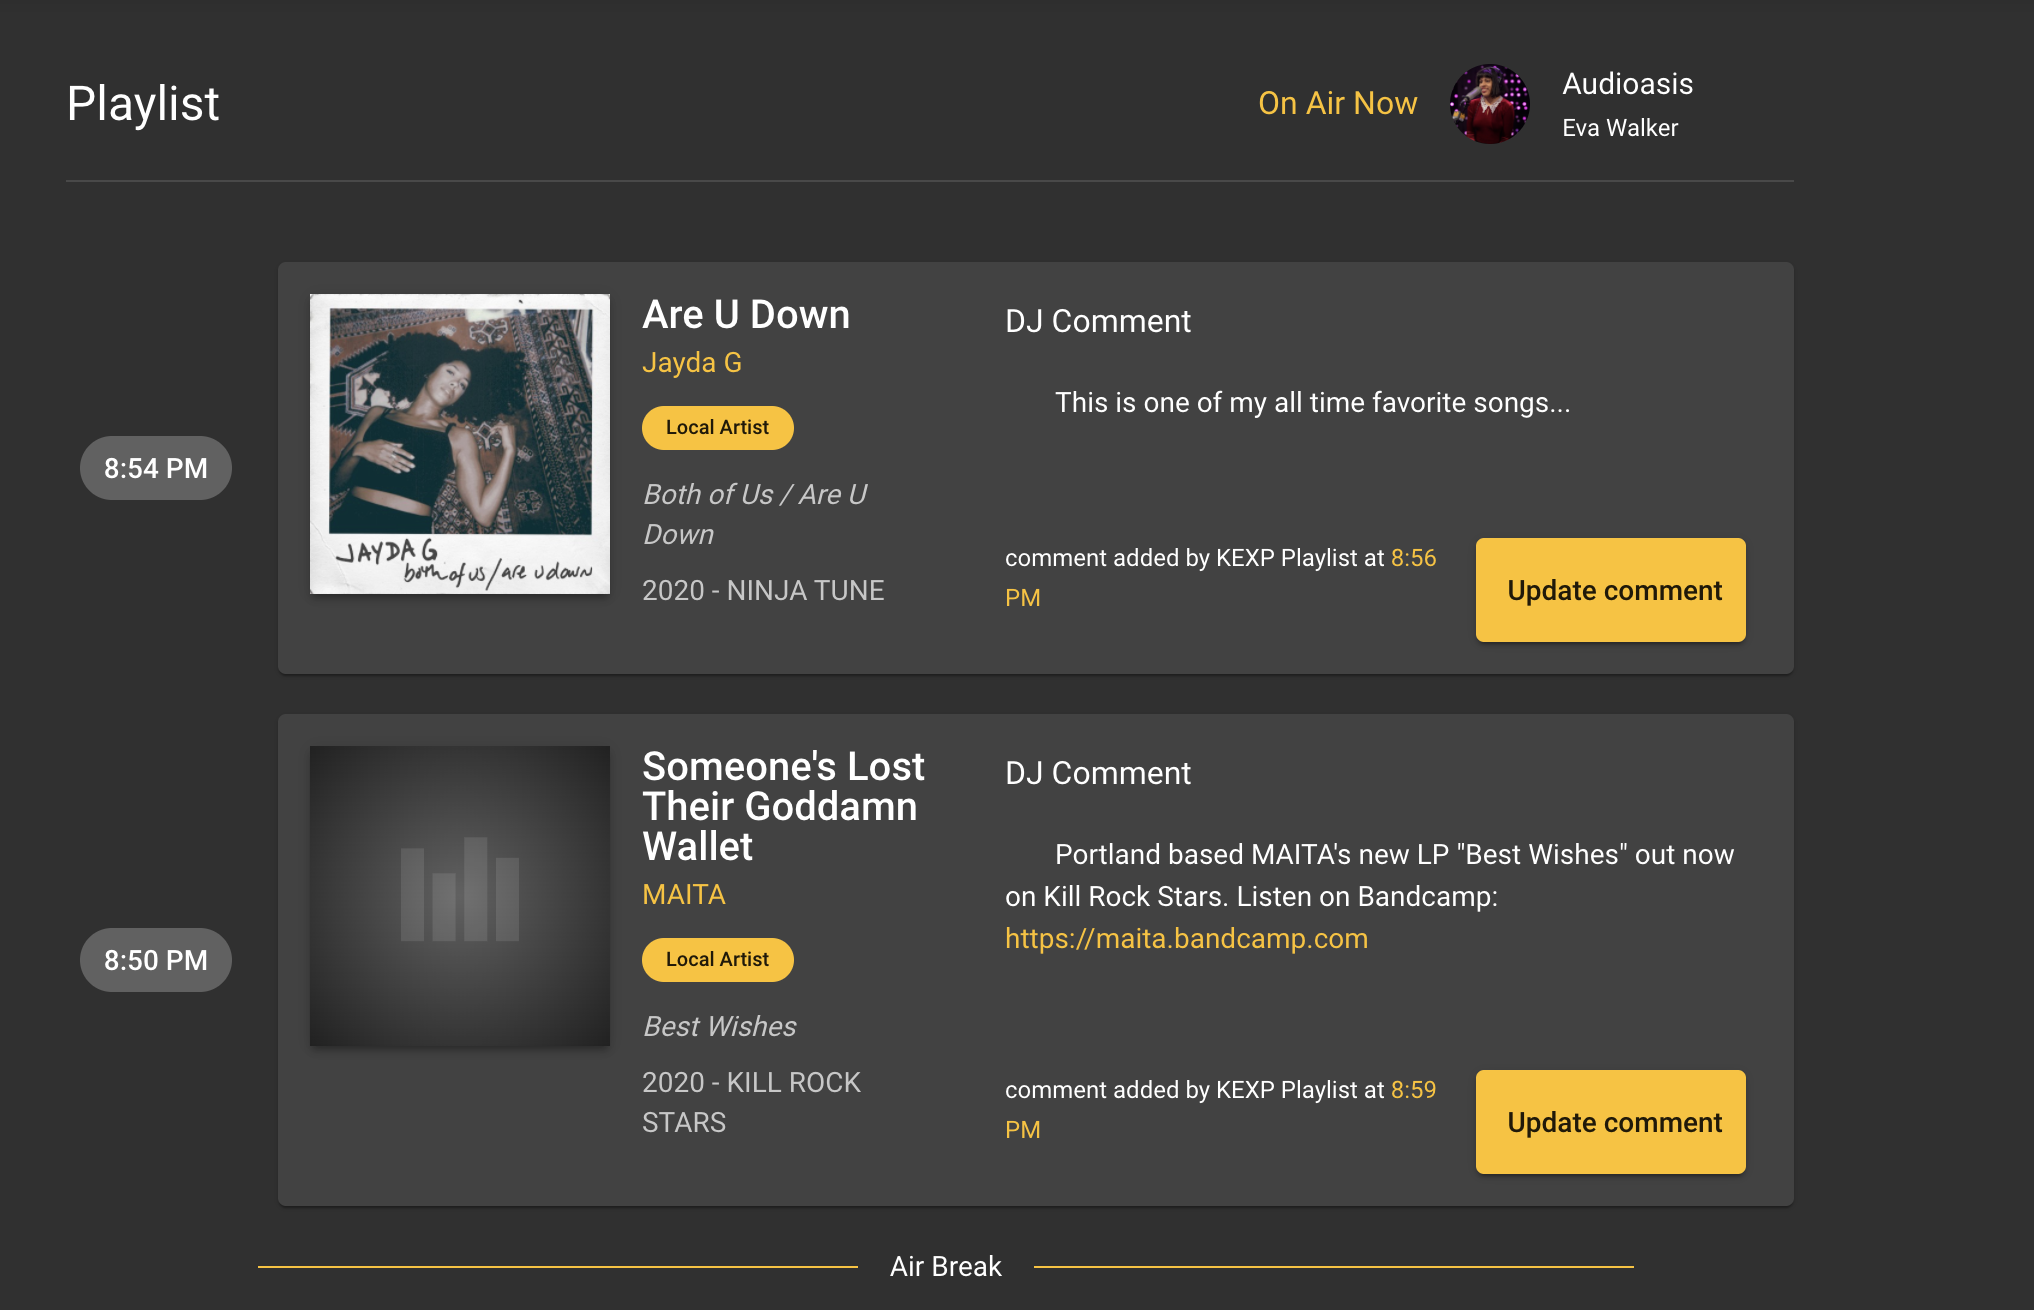 Playlist
On Air Now
Audioasis
Eva Walker
8:54 PM
JAYDA G
both of us/are u down
Are U Down
Jayda G
Local Artist
Both of Us / Are U
Down
2020 - NINJA TUNE
DJ Comment
This is one of my all time favorite songs...
comment added by KEXP Playlist at 8:56
PM
Update comment
8:50 PM
Someone's Lost
Their Goddamn
Wallet
MAITA
Local Artist
Best Wishes
2020 - KILL ROCK
STARS
DJ Comment
Portland based MAITA's new LP "Best Wishes" out now
on Kill Rock Stars. Listen on Bandcamp:
https://maita.bandcamp.com
comment added by KEXP Playlist at 8:59
PM
Update comment
Air Break